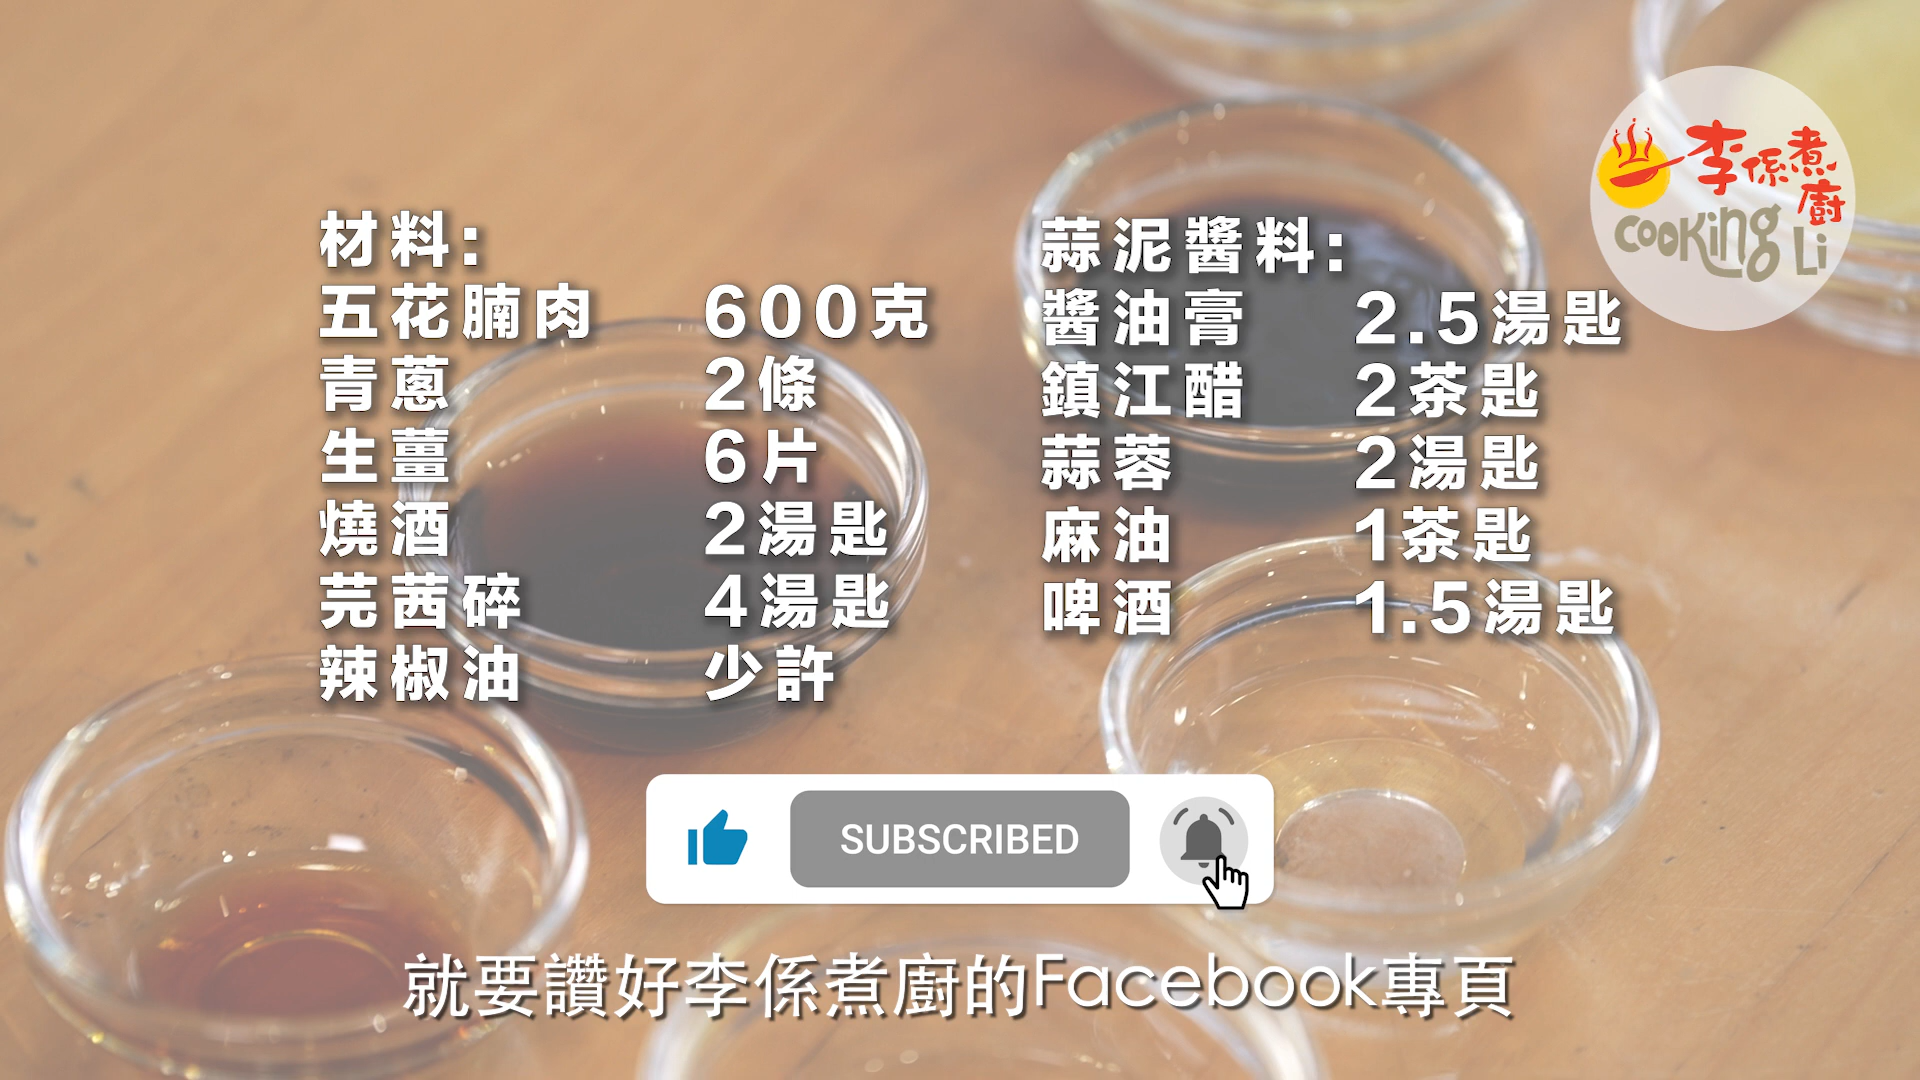 材料:
五花腩肉 600克
青蔥 2條
生薑 6片
燒酒 2湯匙
芫茜碎 4湯匙
辣椒油 少許
蒜泥醬料:
醬油膏 2.5湯匙
鎮江醋 2茶匙
蒜蓉 2湯匙
麻油 1茶匙
啤酒 1.5湯匙
李係煮廚
COOKING Li
SUBSCRIBED
就要讚好李係煮廚的Facebook專頁